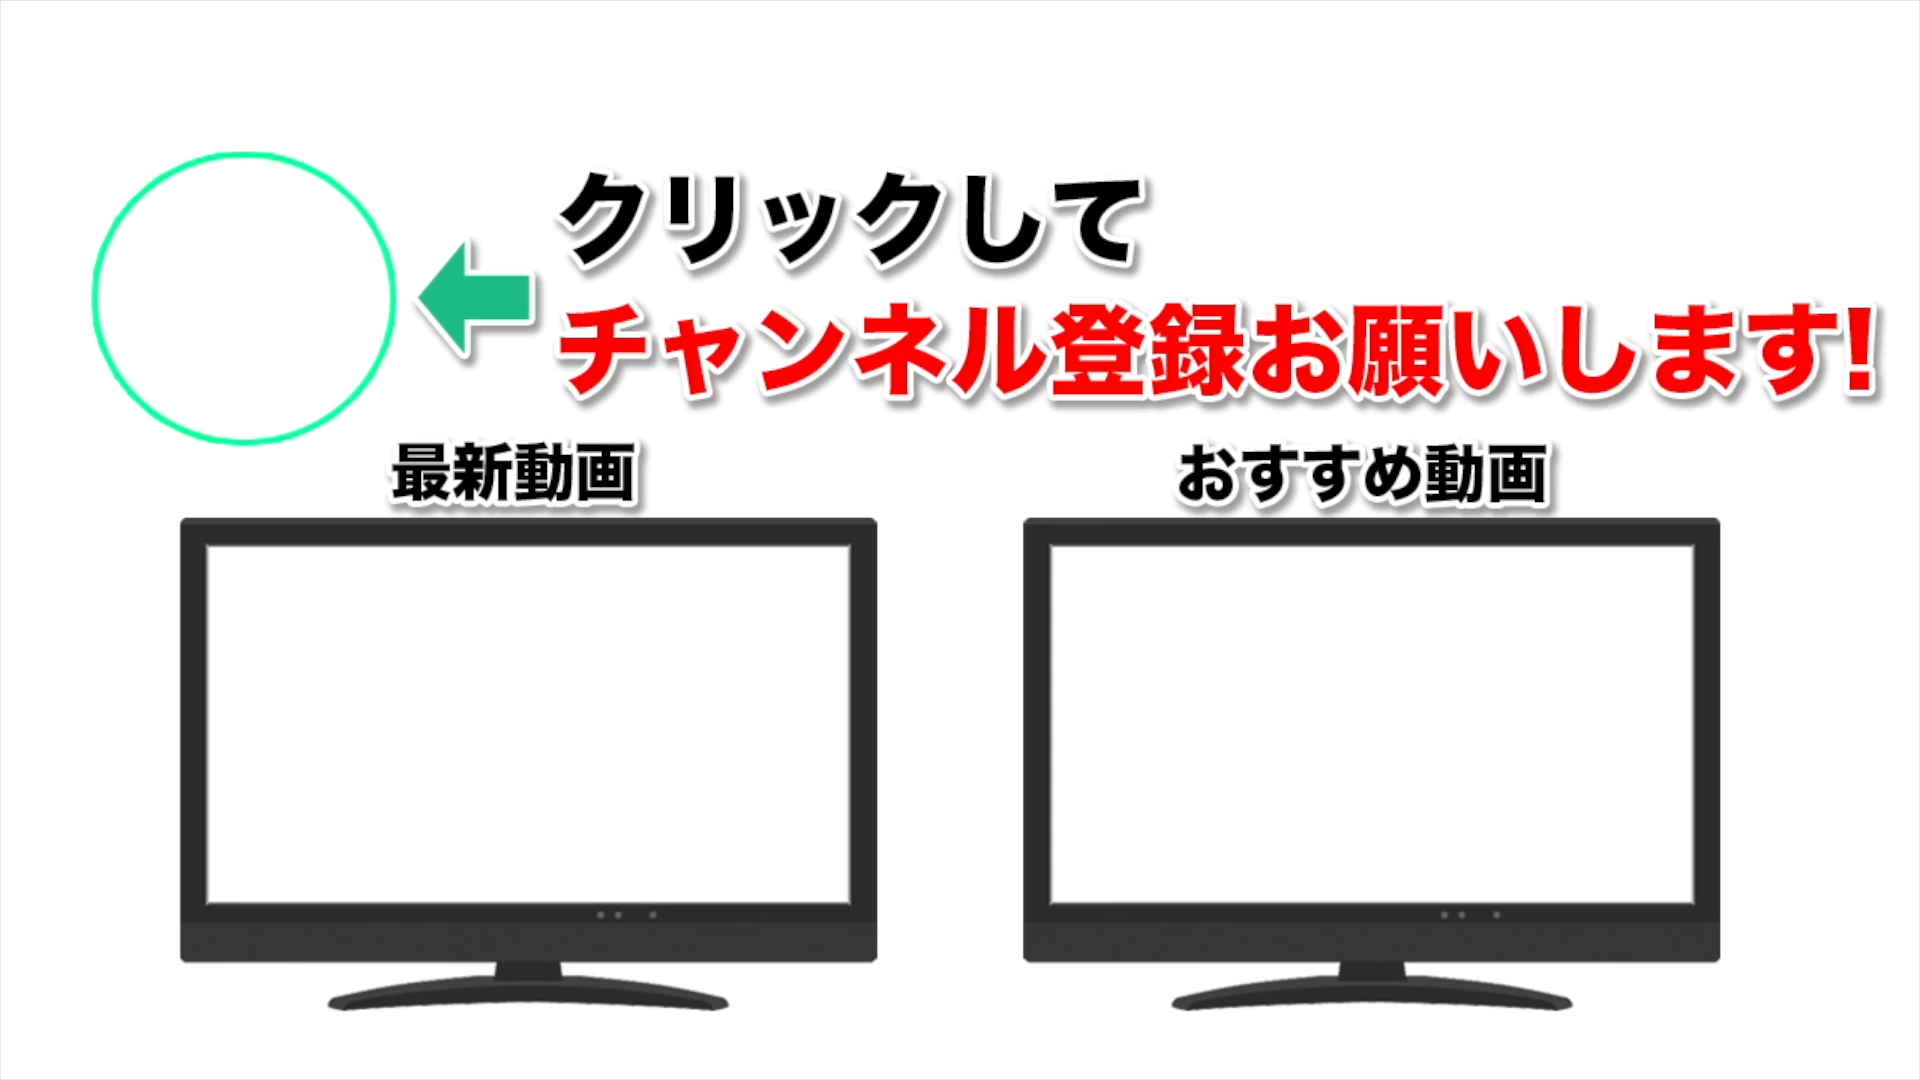 クリックして
チャンネル登録お願いします!
最新動画
おすすめ動画